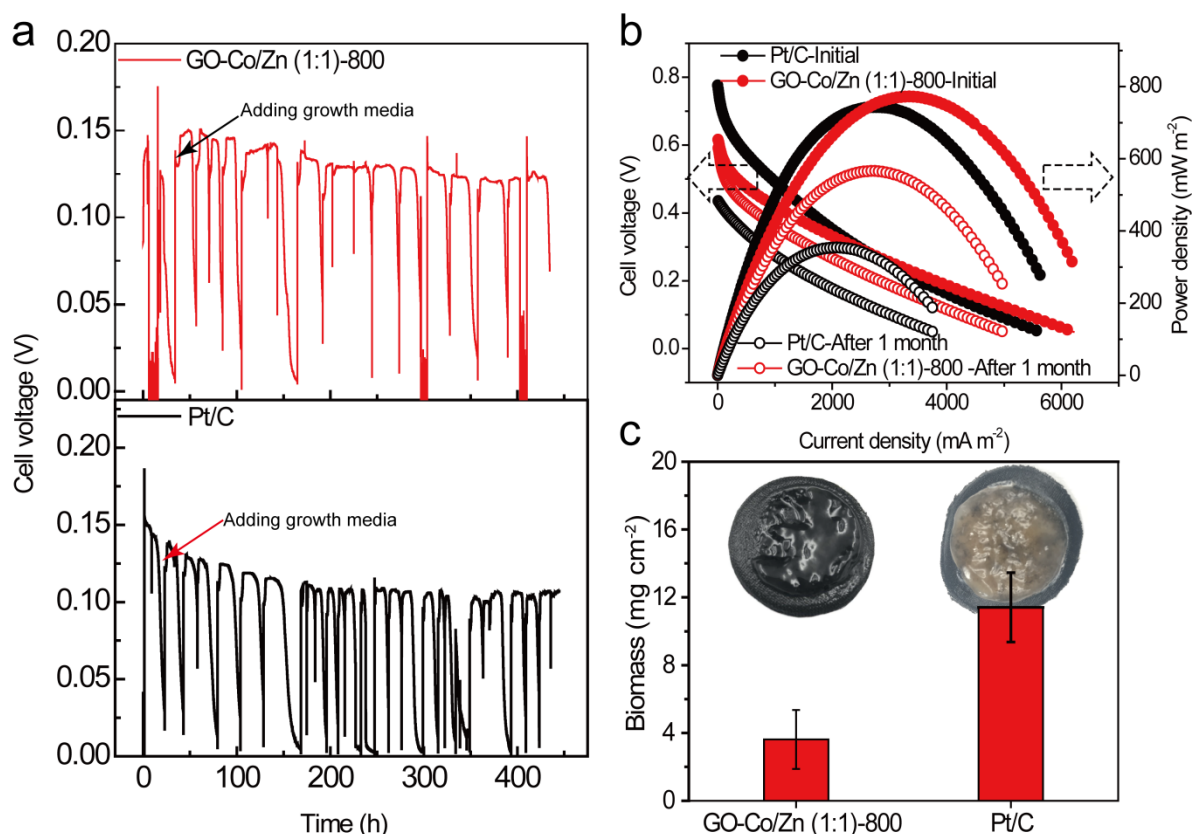 a
0.20
GO-Co/Zn (1:1)-800
Adding growth media
0.15
0.10
0.05
0.00
Cell voltage (V)
Pt/C
0.20
Adding growth media
0.15
0.10
0.05
0.00
0 100 200 300 400
Time (h)
b
Pt/C-Initial
GO-Co/Zn (1:1)-800-Initial
0.8
0.6
0.4
0.2
0.0
Cell voltage (V)
800
600
400
200
0
Power density (mW m-2)
Pt/C-After 1 month
GO-Co/Zn (1:1)-800 -After 1 month
0 2000 4000 6000
Current density (mA m-2)
c
20
16
12
8
4
0
Biomass (mg cm-2)
GO-Co/Zn (1:1)-800 Pt/C